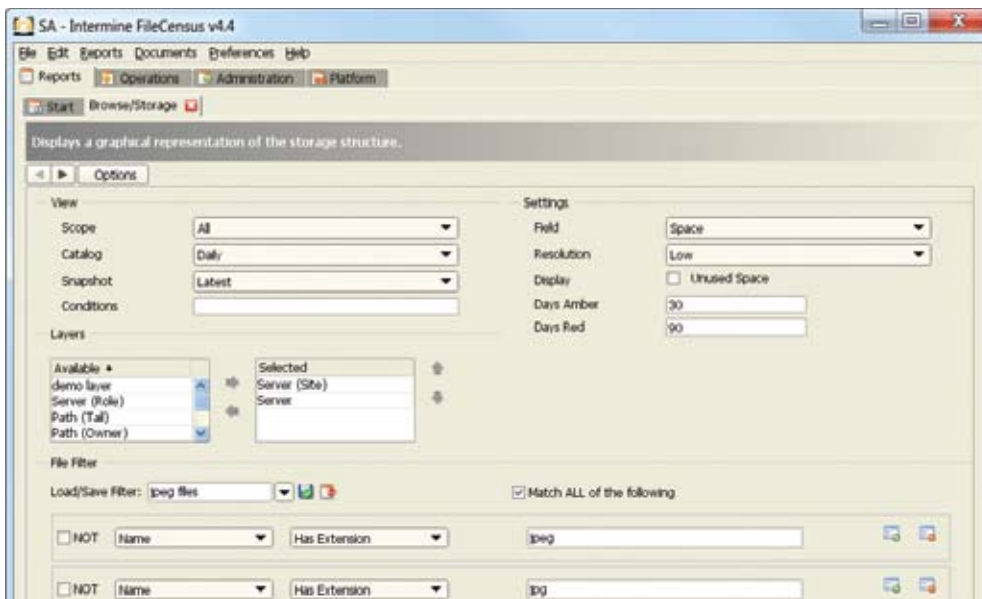 SA - Intermine FileCensus v4.4
File Edit Reports Documents Preferences Help
Reports Operations Administration Platform
Start Browse/Storage
Displays a graphical representation of the storage structure.
Options
View Settings
Scope All Field Space
Catalog Daily Resolution Low
Snapshot Latest Display Unused Space
Conditions Days Amber 30
Days Red 90
Layers
Available Selected
demo layer Server (Site)
Server (Role) Server
Path (Tail)
Path (Owner)
File Filter
Load/Save Filter: jpeg files Match ALL of the following
NOT Name Has Extension jpeg
NOT Name Has Extension jpg